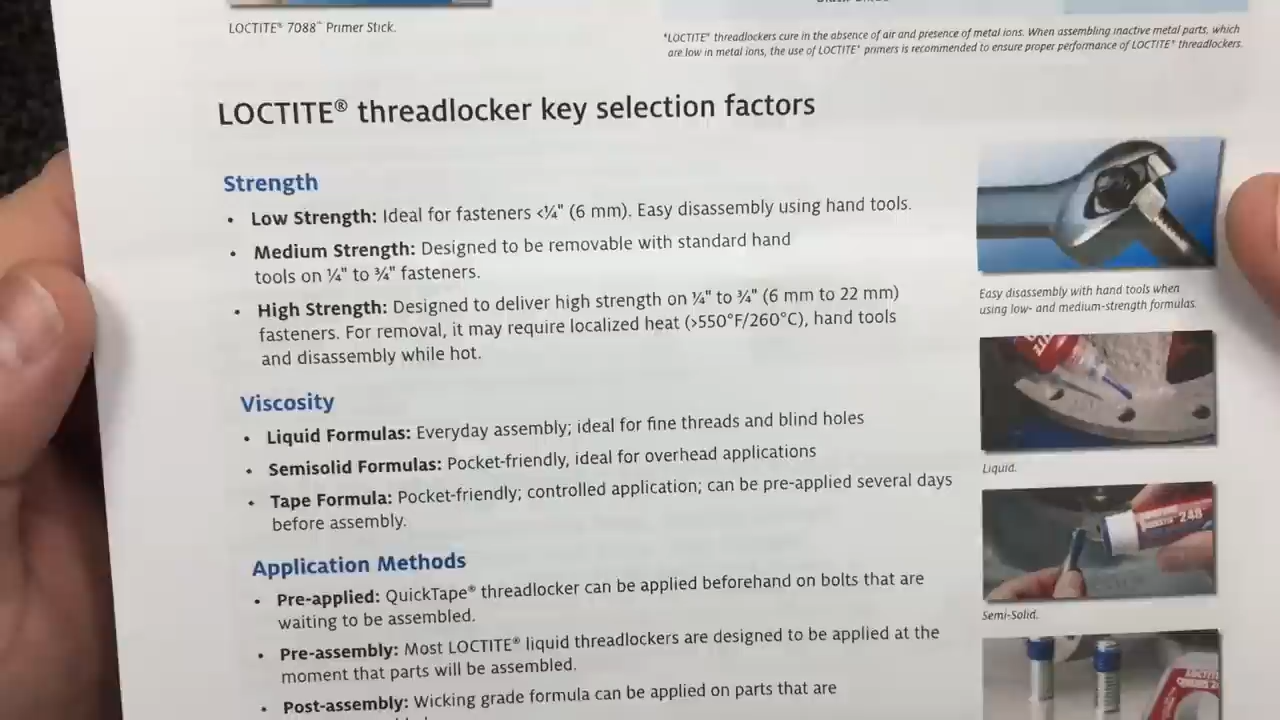 LOCTITE® 7088™ Primer Stick.
*LOCTITE® threadlockers cure in the absence of air and presence of metal ions. When assembling inactive metal parts, which
are low in metal ions, the use of LOCTITE® primers is recommended to ensure proper performance of LOCTITE® threadlockers.
LOCTITE® threadlocker key selection factors
Strength
• Low Strength: Ideal for fasteners <¼" (6 mm). Easy disassembly using hand tools.
• Medium Strength: Designed to be removable with standard hand
tools on ¼" to ¾" fasteners.
• High Strength: Designed to deliver high strength on ¼" to ¾" (6 mm to 22 mm)
fasteners. For removal, it may require localized heat (>550°F/260°C), hand tools
and disassembly while hot.
Easy disassembly with hand tools when
using low- and medium-strength formulas.
Viscosity
• Liquid Formulas: Everyday assembly; ideal for fine threads and blind holes
• Semisolid Formulas: Pocket-friendly, ideal for overhead applications
• Tape Formula: Pocket-friendly; controlled application; can be pre-applied several days
before assembly.
Liquid.
248
Semi-Solid.
Application Methods
• Pre-applied: QuickTape® threadlocker can be applied beforehand on bolts that are
waiting to be assembled.
• Pre-assembly: Most LOCTITE® liquid threadlockers are designed to be applied at the
moment that parts will be assembled.
• Post-assembly: Wicking grade formula can be applied on parts that are